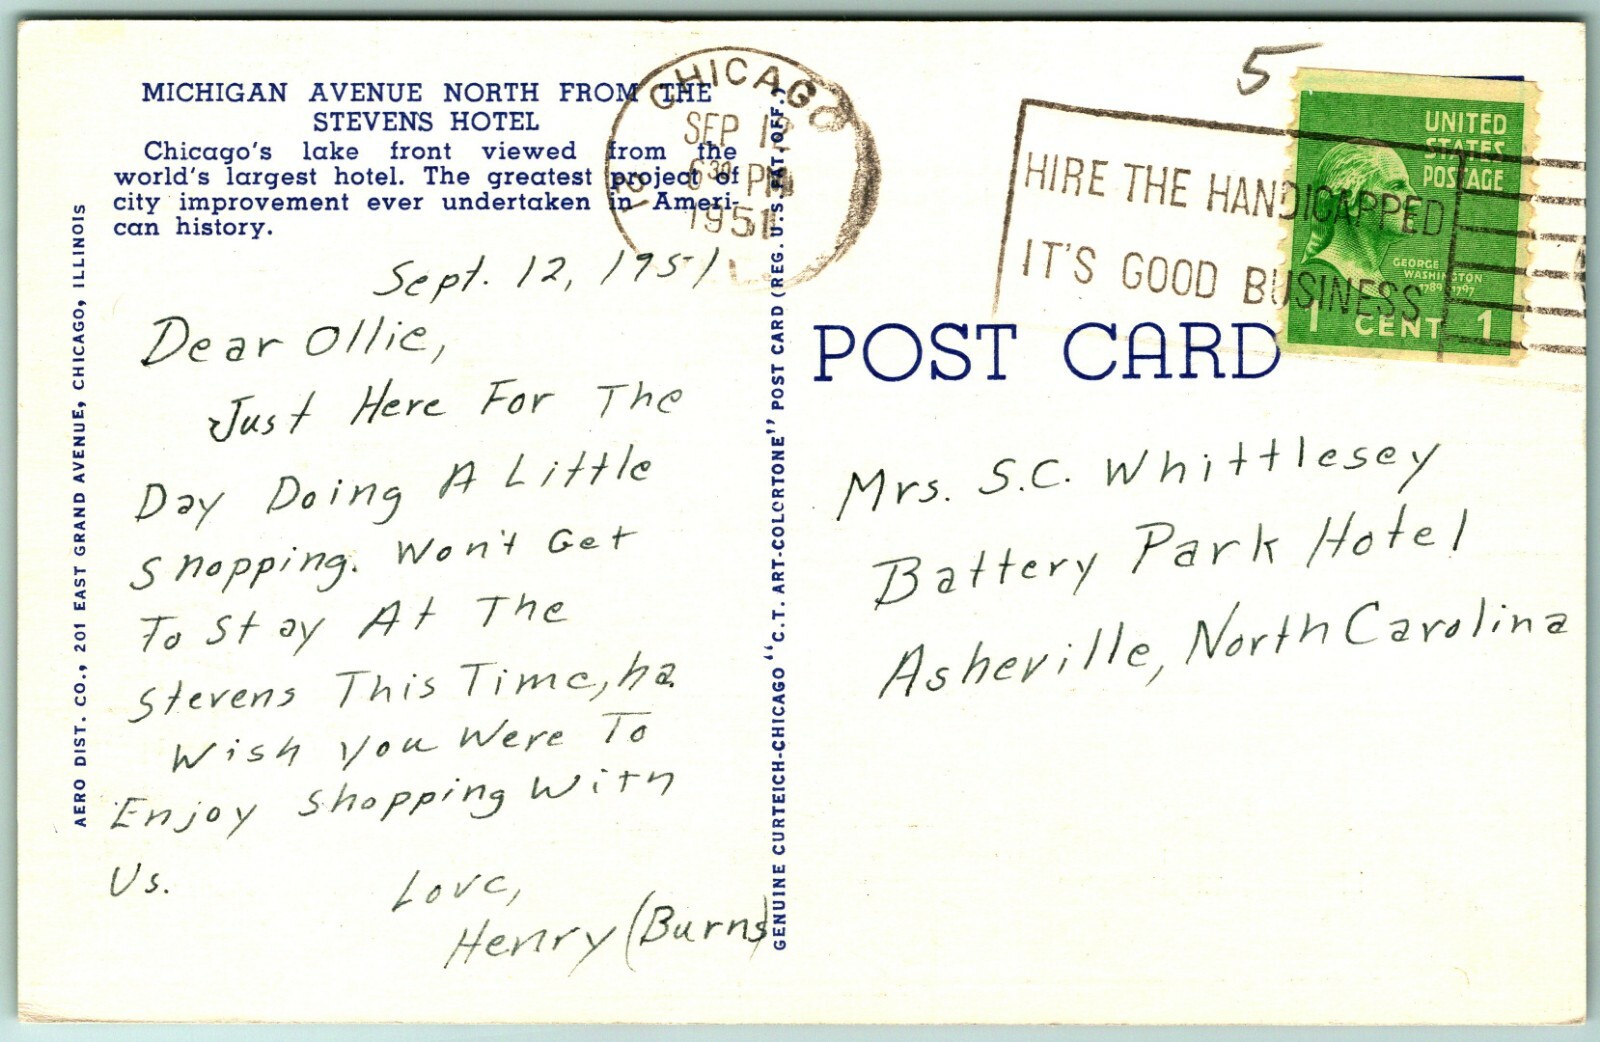 MICHIGAN AVENUE NORTH FROM THE
STEVENS HOTEL
Chicago's lake front viewed from the
world's largest hotel. The greatest project of
city improvement ever undertaken in Ameri-
can history.
Sept. 12, 1951
Dear Ollie,
Just Here For The
Day Doing A Little
Shopping. Won't Get
To Stay At The
Stevens This Time, ha.
Wish You Were To
Enjoy Shopping With
Us.
Love,
Henry (Burns)
AERO DIST. CO., 201 EAST GRAND AVENUE, CHICAGO, ILLINOIS
GENUINE CURTEICH-CHICAGO "C.T. ART-COLORTONE" POST CARD (REG. U.S. PAT. OFF.)
CHICAGO
SEP 12
6 30 PM
1951
12
5
HIRE THE HANDICAPPED
IT'S GOOD BUSINESS
UNITED
STATES
POSTAGE
GEORGE
WASHINGTON
1789 1797
1 CENT 1
POST CARD
Mrs. S.C. Whittlesey
Battery Park Hotel
Asheville, North Carolina